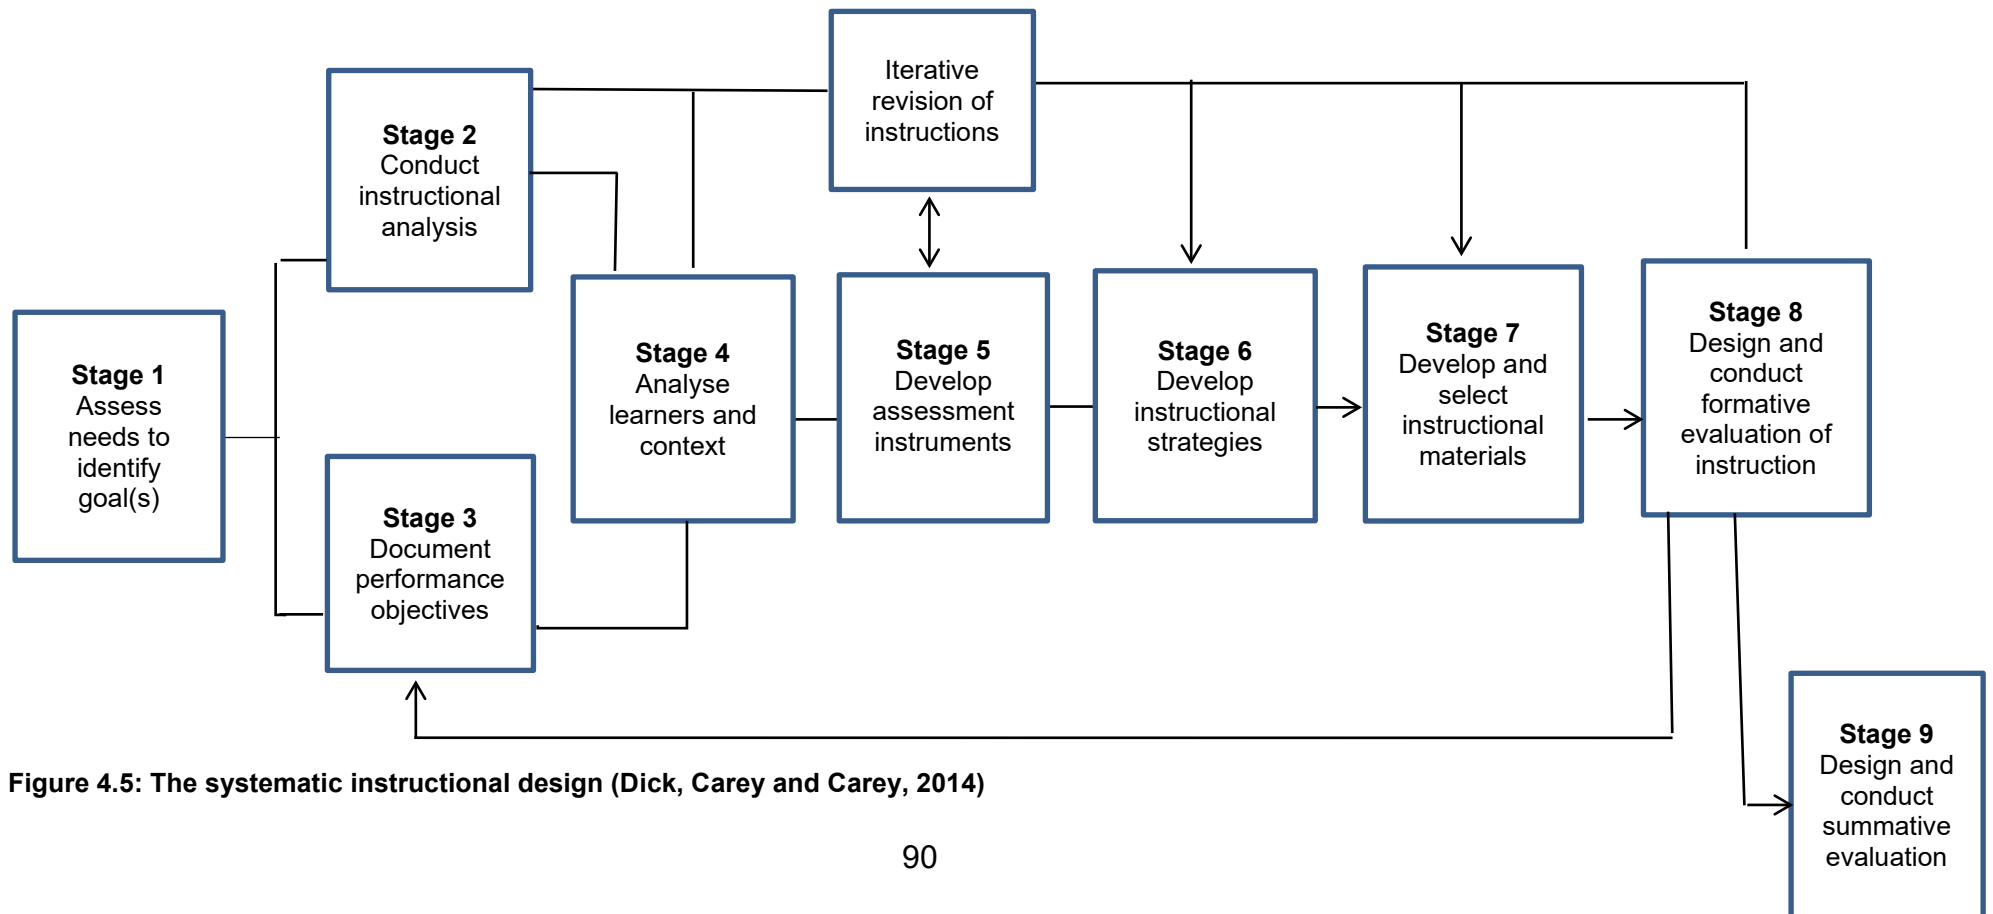 Iterative
revision of
instructions
Stage 2
Conduct
instructional
analysis
Stage 1
Assess
needs to
identify
goal(s)
Stage 3
Document
performance
objectives
Stage 4
Analyse
learners and
context
Stage 5
Develop
assessment
instruments
Stage 6
Develop
instructional
strategies
Stage 7
Develop and
select
instructional
materials
Stage 8
Design and
conduct
formative
evaluation of
instruction
Stage 9
Design and
conduct
summative
evaluation
Figure 4.5: The systematic instructional design (Dick, Carey and Carey, 2014)
90